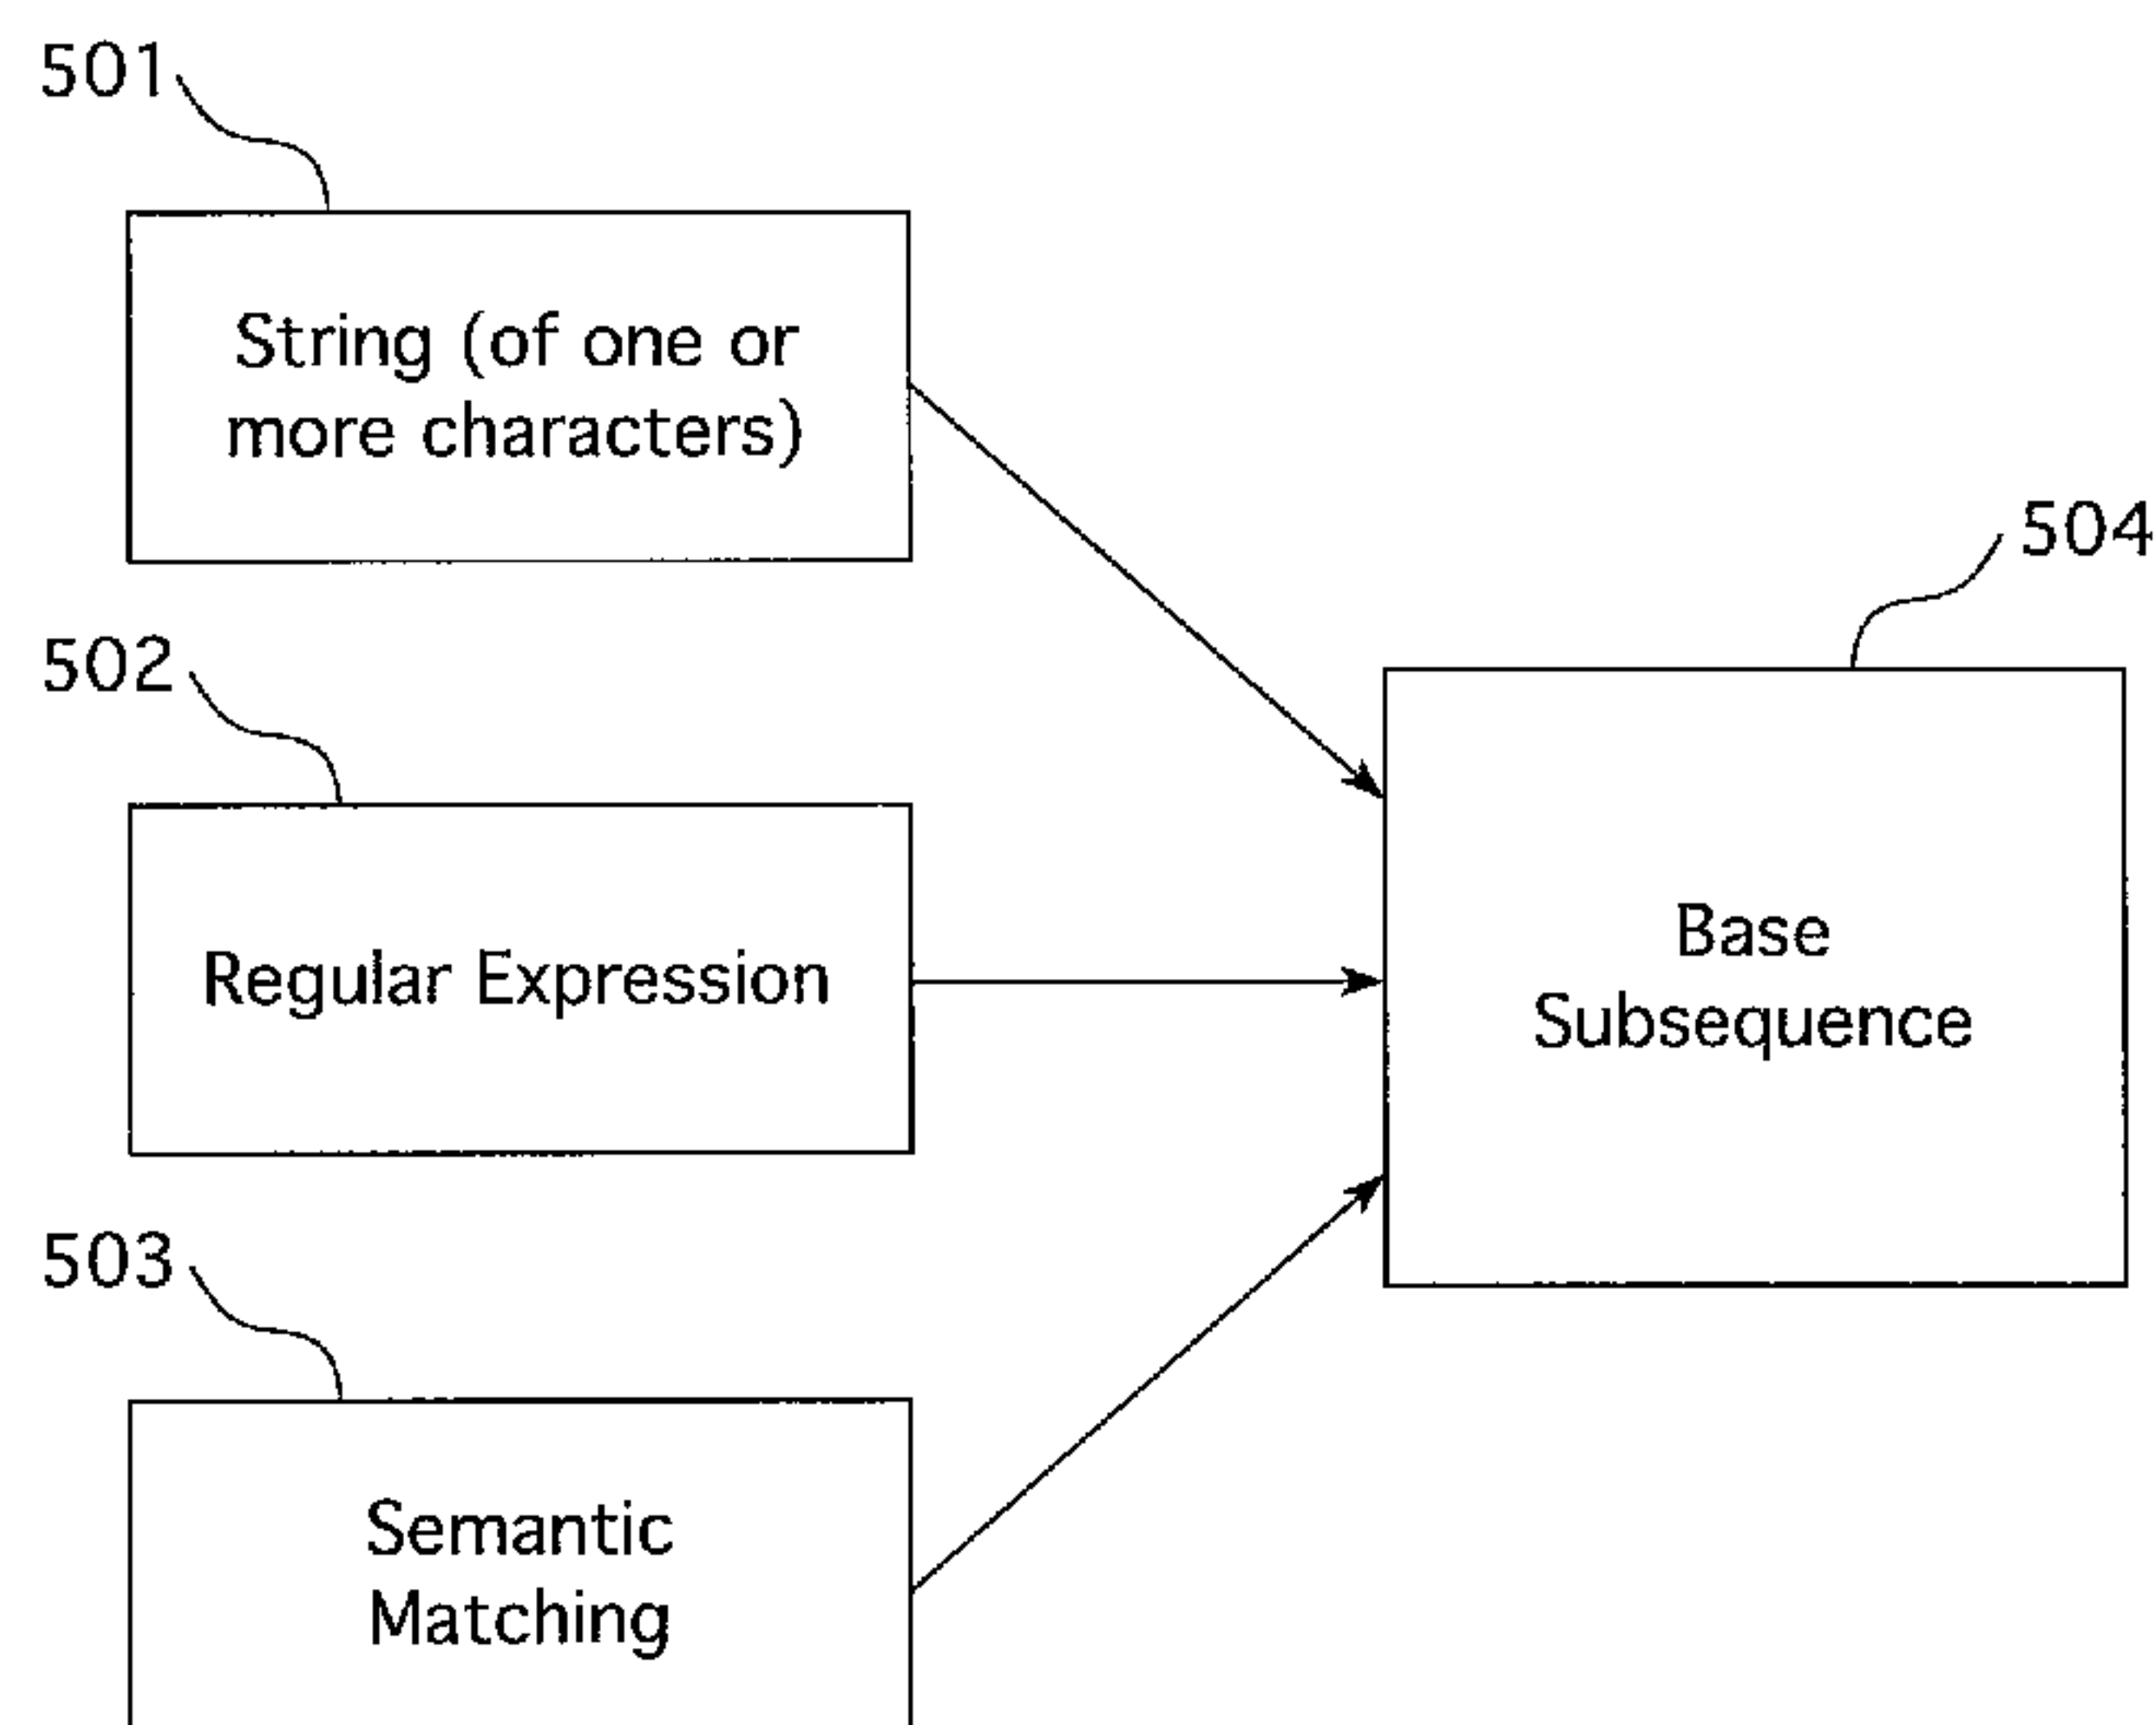 501
String (of one or
more characters)
504
502
Regular Expression
Base
Subsequence
503
Semantic
Matching